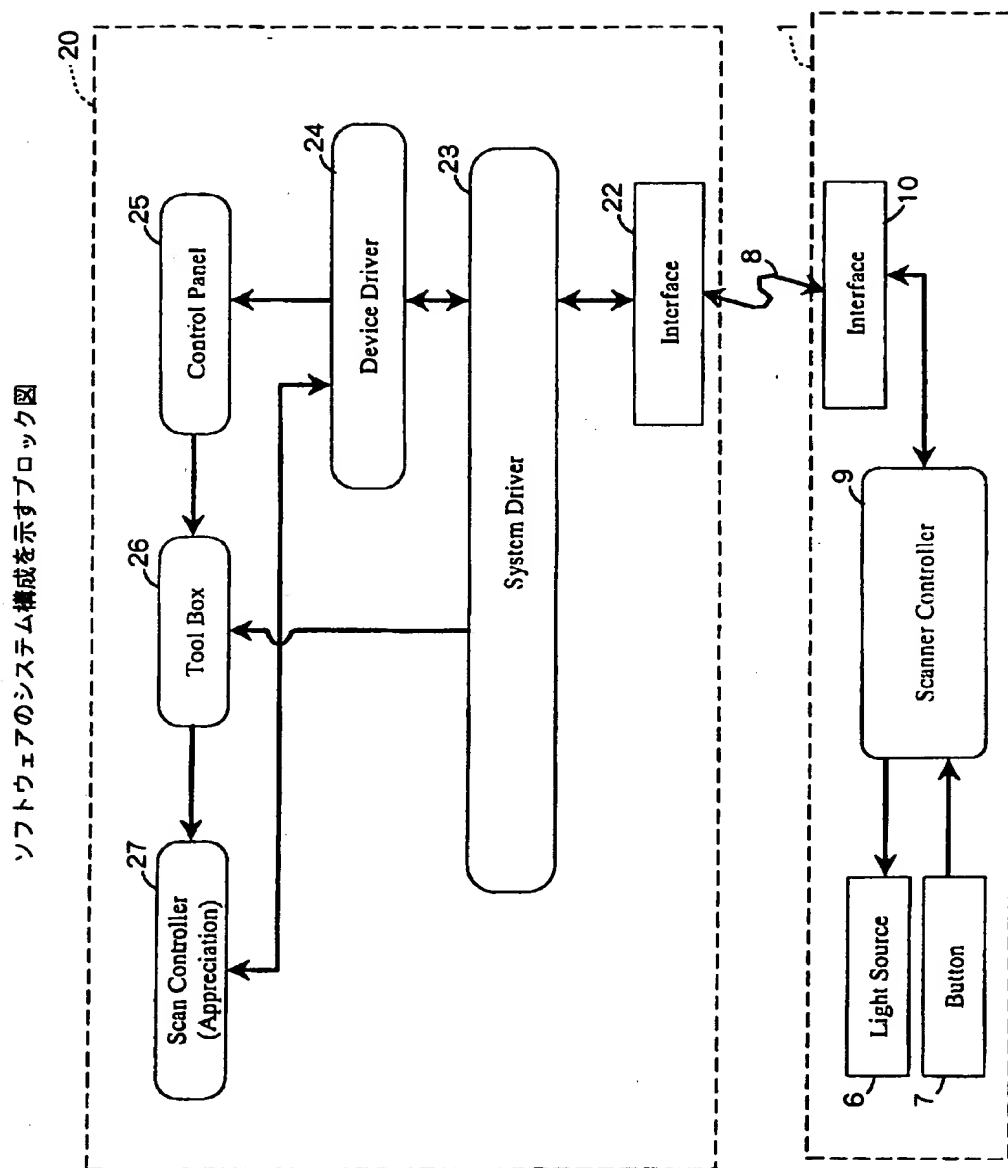 ソフトウェアのシステム構成を示すブロック図
20
27
Scan Controller
(Appreciation)
26
Tool Box
25
Control Panel
24
Device Driver
23
System Driver
22
Interface
8
1
10
Interface
9
Scanner Controller
6
Light Source
7
Button